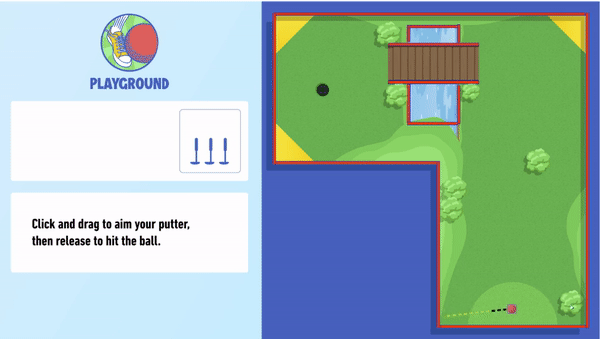 PLAYGROUND
Click and drag to aim your putter,
then release to hit the ball.